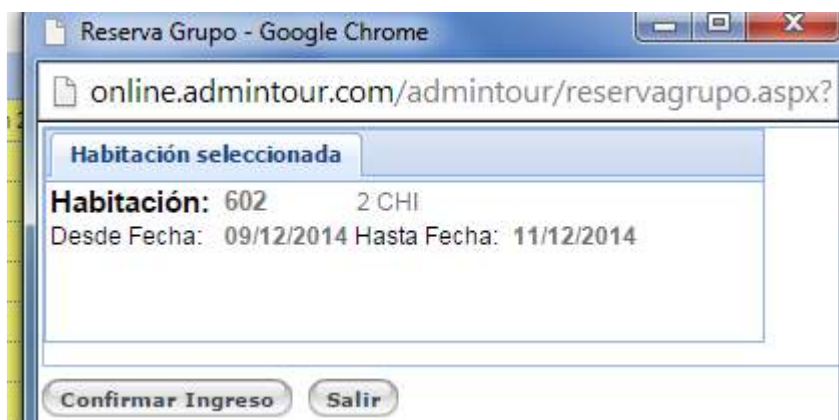 Reserva Grupo - Google Chrome
online.admintour.com/admintour/reservagrupo.aspx?
Habitación seleccionada
Habitación: 602 2 CHI
Desde Fecha: 09/12/2014 Hasta Fecha: 11/12/2014
Confirmar Ingreso Salir